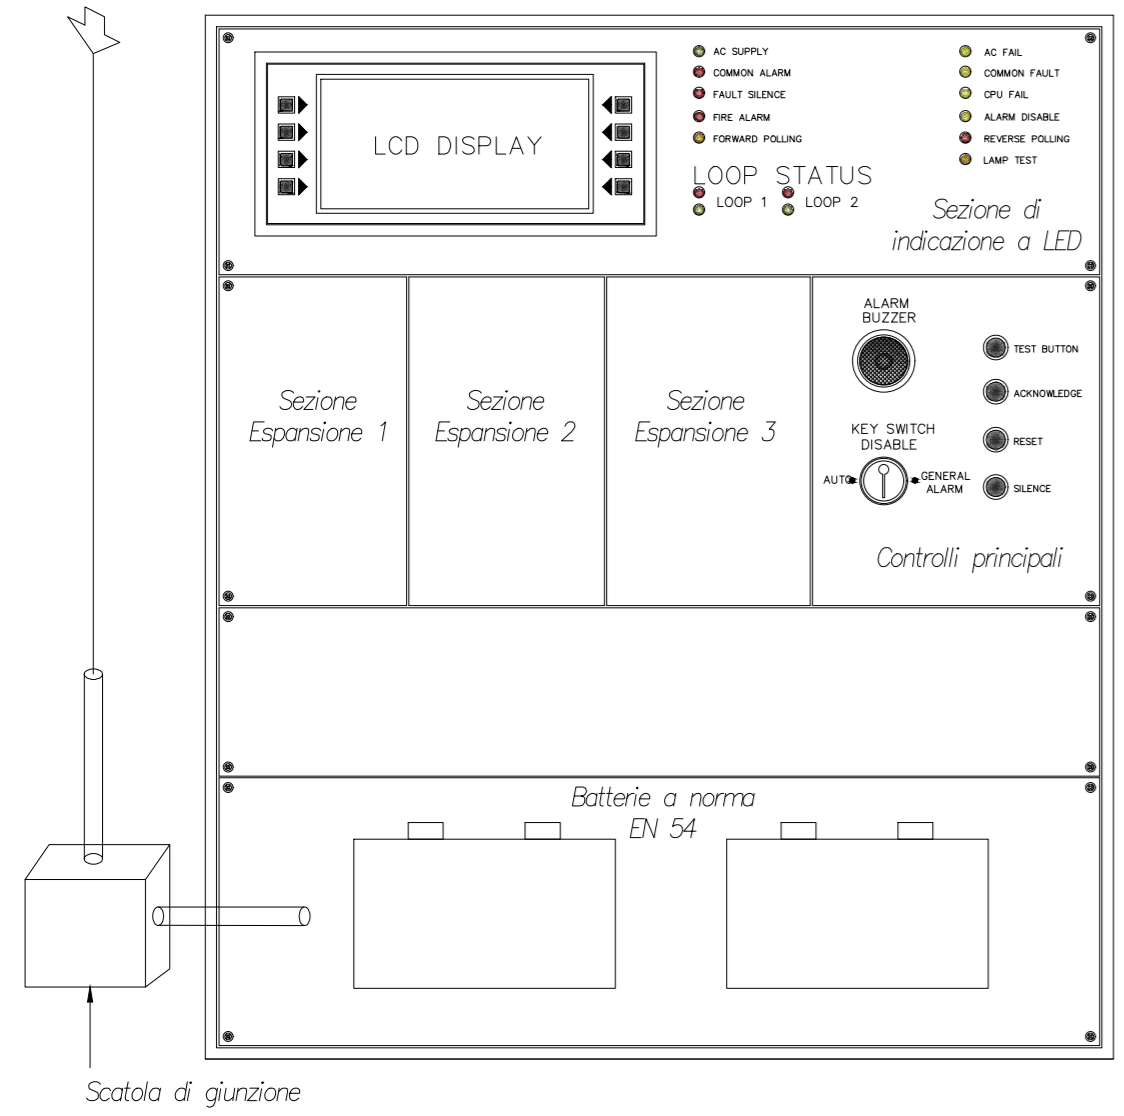 LCD DISPLAY
AC SUPPLY
COMMON ALARM
FAULT SILENCE
FIRE ALARM
FORWARD POLLING
AC FAIL
COMMON FAULT
CPU FAIL
ALARM DISABLE
REVERSE POLLING
LAMP TEST
LOOP STATUS
LOOP 1
LOOP 2
Sezione di
indicazione a LED
Sezione
Espansione 1
Sezione
Espansione 2
Sezione
Espansione 3
ALARM
BUZZER
TEST BUTTON
ACKNOWLEDGE
RESET
SILENCE
KEY SWITCH
DISABLE
AUTO
GENERAL
ALARM
Controlli principali
Batterie a norma
EN 54
Scatola di giunzione